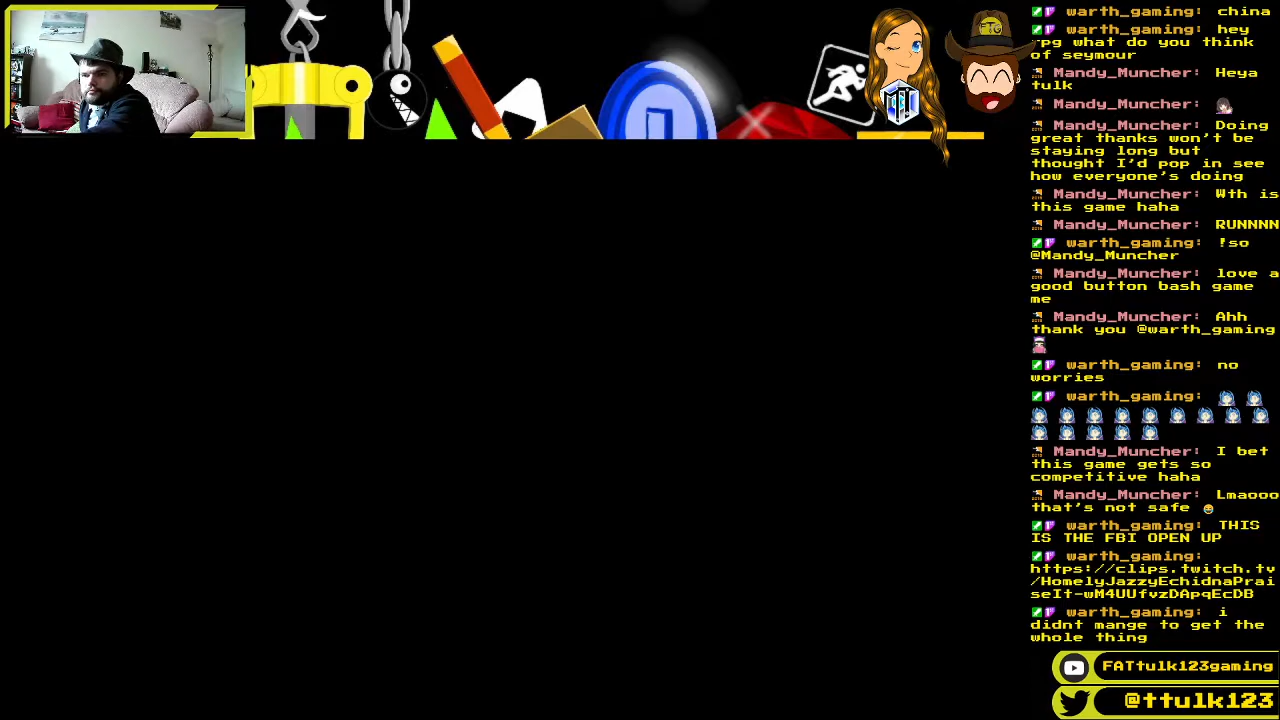 warth_gaming: china
warth_gaming: hey
rpg what do you think
of seymour
Mandy_Muncher: Heya
tulk
Mandy_Muncher:
Mandy_Muncher: Doing
great thanks won't be
staying long but
thought I'd pop in see
how everyone's doing
Mandy_Muncher: Wth is
this game haha
Mandy_Muncher: RUNNNN
warth_gaming: !so
@Mandy_Muncher
Mandy_Muncher: love a
good button bash game
me
Mandy_Muncher: Ahh
thank you @warth_gaming
warth_gaming: no
worries
warth_gaming:
Mandy_Muncher: I bet
this game gets so
competitive haha
Mandy_Muncher: Lmaooo
that's not safe
warth_gaming: THIS
IS THE FBI OPEN UP
warth_gaming:
https://clips.twitch.tv
/HomelyJazzyEchidnaPrai
seIt-wM4UUfvzDApqEcDB
warth_gaming: i
didnt mange to get the
whole thing
FATtulk123gaming
@ttulk123